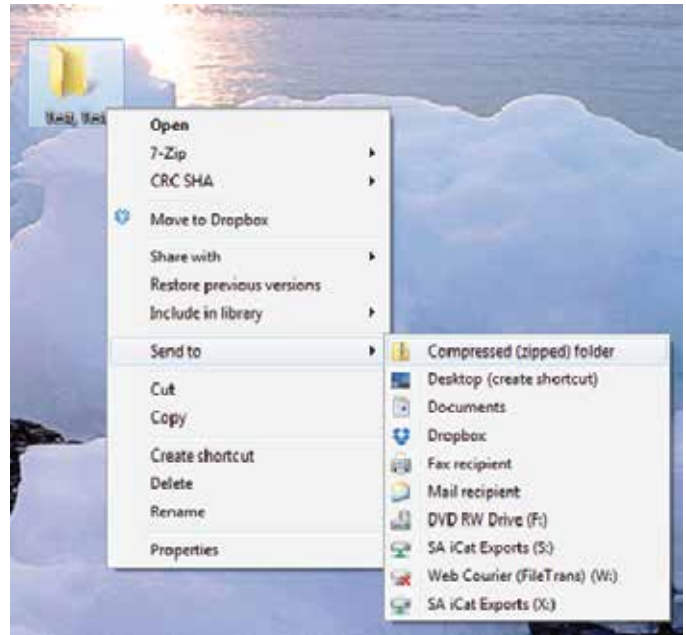 Open
7-Zip
CRC SHA
Move to Dropbox
Share with
Restore previous versions
Include in library
Send to
Cut
Copy
Create shortcut
Delete
Rename
Properties
Compressed (zipped) folder
Desktop (create shortcut)
Documents
Dropbox
Fax recipient
Mail recipient
DVD RW Drive (F:)
SA iCat Exports (S:)
Web Courier (FileTrans) (W:)
SA iCat Exports (X:)